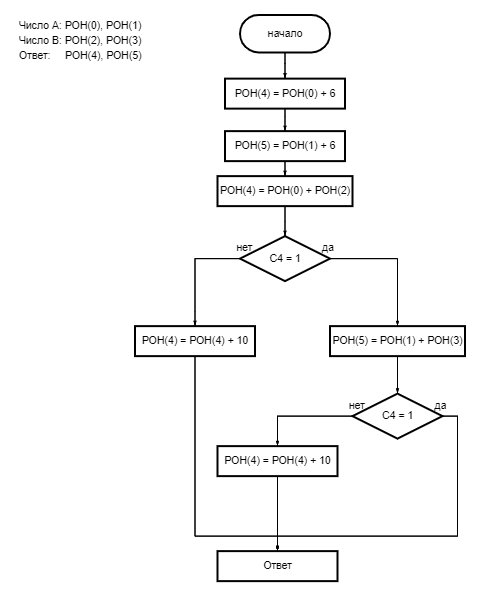 Число А: РОН(0), РОН(1)
Число В: РОН(2), РОН(3)
Ответ: РОН(4), РОН(5)
начало
РОН(4) = РОН(0) + 6
РОН(5) = РОН(1) + 6
РОН(4) = РОН(0) + РОН(2)
нет
да
С4 = 1
РОН(4) = РОН(4) + 10
РОН(5) = РОН(1) + РОН(3)
нет
да
С4 = 1
РОН(4) = РОН(4) + 10
Ответ